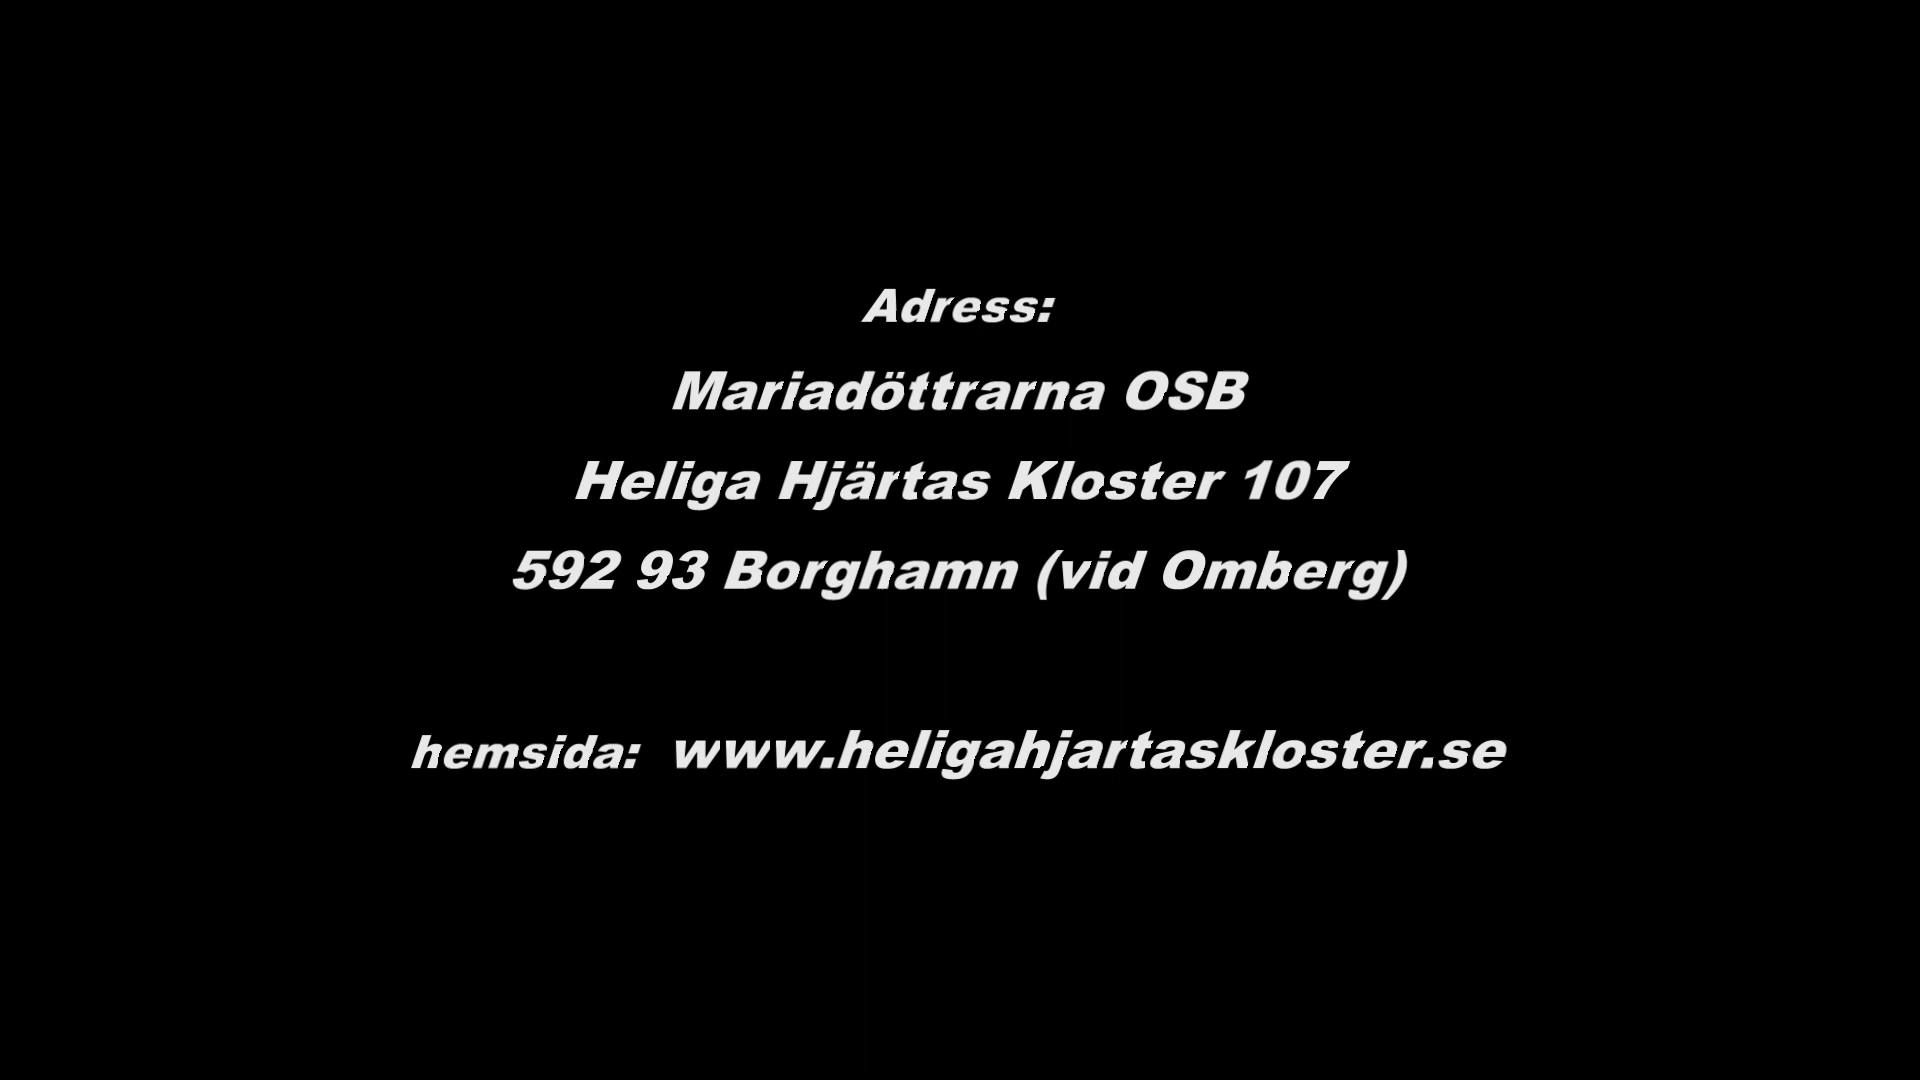 Adress:
Mariadöttrarna OSB
Heliga Hjärtas Kloster 107
592 93 Borghamn (vid Omberg)
hemsida: www.heligahjartaskloster.se